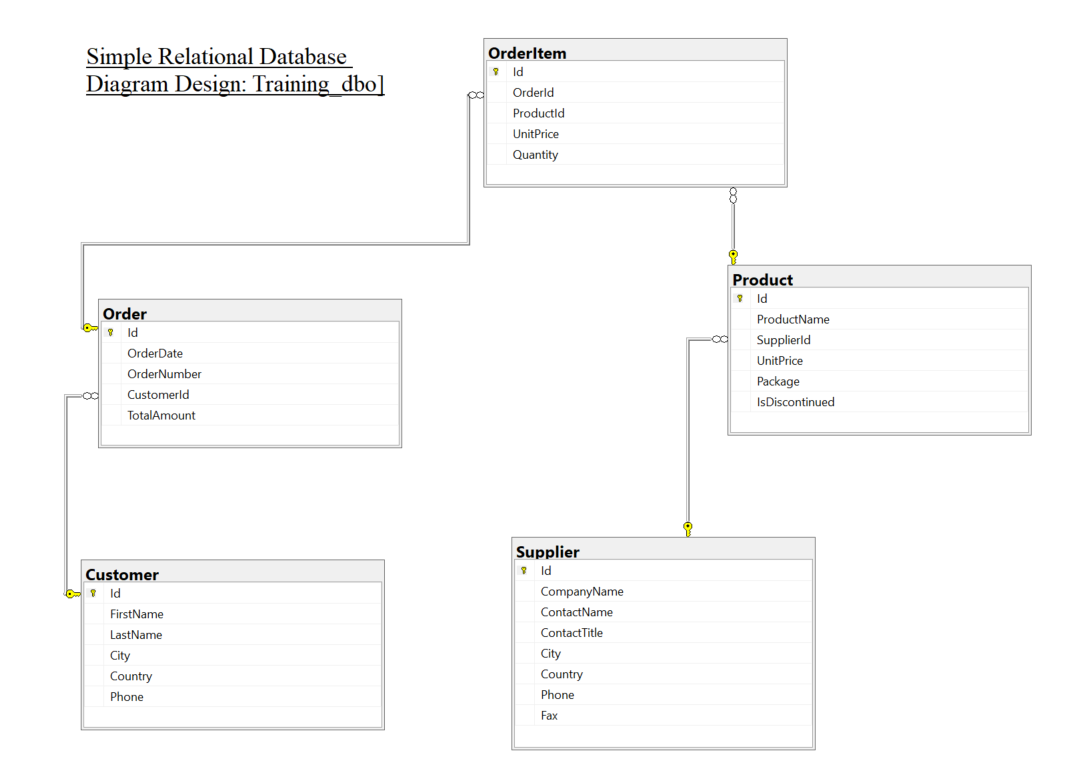 Simple Relational Database
Diagram Design: Training_dbo]
OrderItem
Id
OrderId
ProductId
UnitPrice
Quantity
Product
Id
ProductName
SupplierId
UnitPrice
Package
IsDiscontinued
Order
Id
OrderDate
OrderNumber
CustomerId
TotalAmount
Customer
Id
FirstName
LastName
City
Country
Phone
Supplier
Id
CompanyName
ContactName
ContactTitle
City
Country
Phone
Fax